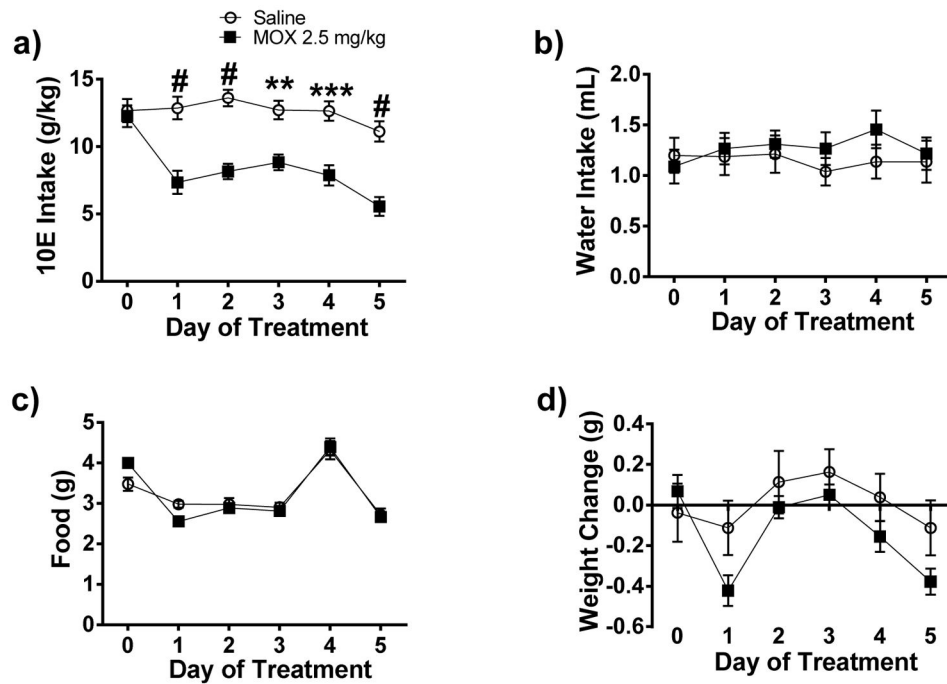 Saline
MOX 2.5 mg/kg
a)
# # ** *** #
15
10
5
0
10E Intake (g/kg)
0 1 2 3 4 5
Day of Treatment
b)
2.0
1.5
1.0
0.5
0.0
Water Intake (mL)
0 1 2 3 4 5
Day of Treatment
c)
5
4
3
2
1
0
Food (g)
0 1 2 3 4 5
Day of Treatment
d)
0.4
0.2
0.0
-0.2
-0.4
-0.6
Weight Change (g)
0 1 2 3 4 5
Day of Treatment